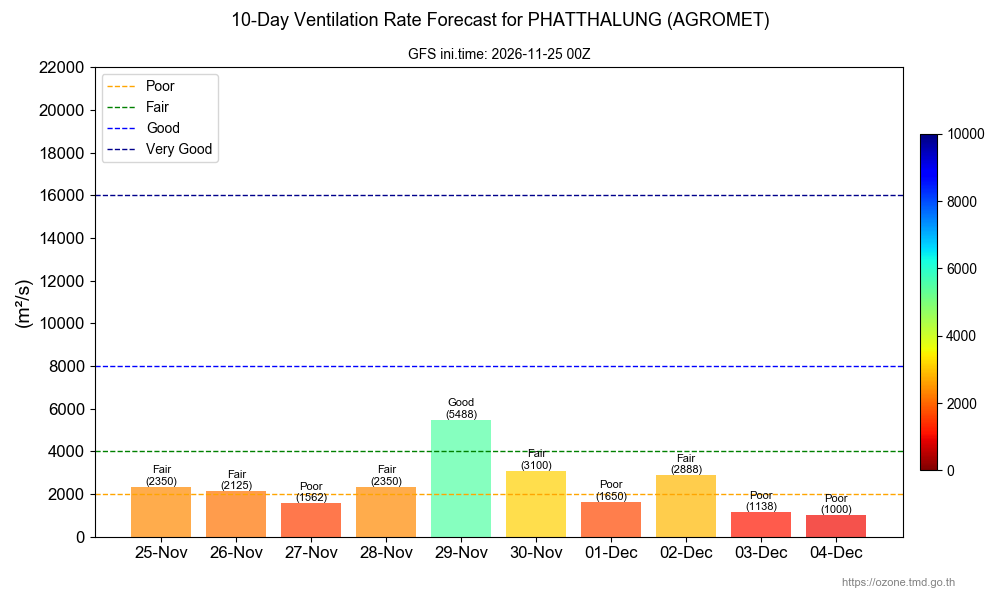 10-Day Ventilation Rate Forecast for PHATTHALUNG (AGROMET)
GFS ini.time: 2026-11-25 00Z
(m²/s)
22000
20000
18000
16000
14000
12000
10000
8000
6000
4000
2000
0
Poor
Fair
Good
Very Good
Fair
(2350)
Fair
(2125)
Poor
(1562)
Fair
(2350)
Good
(5488)
Fair
(3100)
Poor
(1650)
Fair
(2888)
Poor
(1138)
Poor
(1000)
25-Nov 26-Nov 27-Nov 28-Nov 29-Nov 30-Nov 01-Dec 02-Dec 03-Dec 04-Dec
10000
8000
6000
4000
2000
0
https://ozone.tmd.go.th